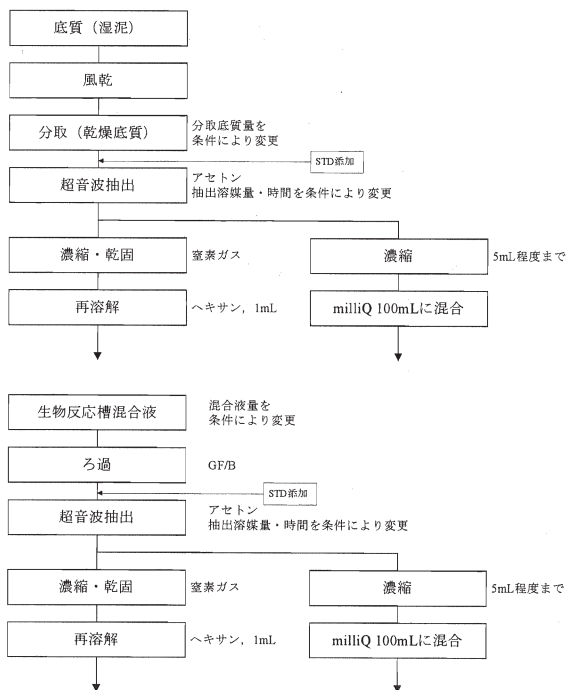 底質（湿泥）
風乾
分取（乾燥底質）
分取底質量を
条件により変更
STD添加
超音波抽出
アセトン
抽出溶媒量・時間を条件により変更
濃縮・乾固
窒素ガス
濃縮
5mL程度まで
再溶解
ヘキサン，1mL
milliQ 100mLに混合
生物反応槽混合液
混合液量を
条件により変更
ろ過
GF/B
STD添加
超音波抽出
アセトン
抽出溶媒量・時間を条件により変更
濃縮・乾固
窒素ガス
濃縮
5mL程度まで
再溶解
ヘキサン，1mL
milliQ 100mLに混合